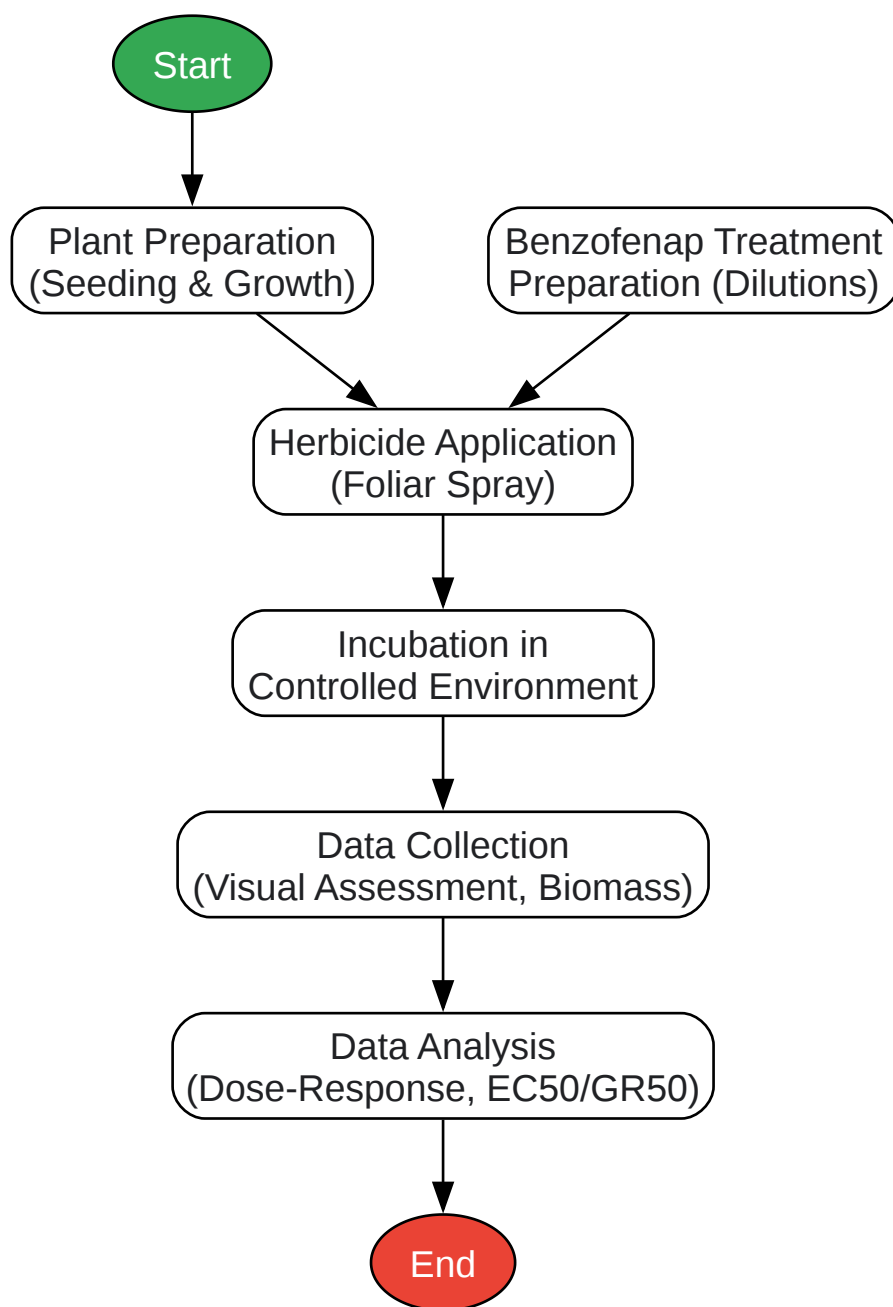 Start
Plant Preparation
(Seeding & Growth)
Benzofenap Treatment
Preparation (Dilutions)
Herbicide Application
(Foliar Spray)
Incubation in
Controlled Environment
Data Collection
(Visual Assessment, Biomass)
Data Analysis
(Dose-Response, EC50/GR50)
End